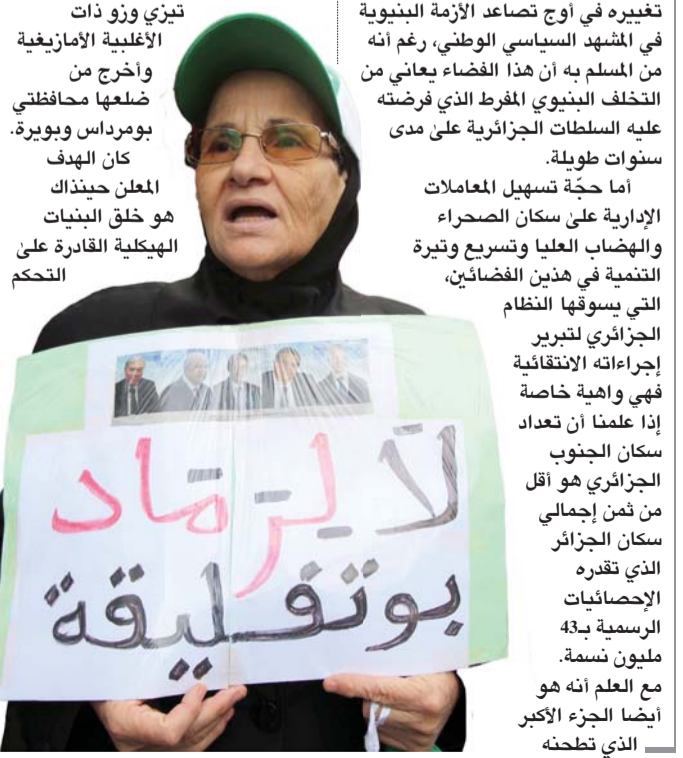 تغييره في أوج تصاعد الأزمة البنيوية
في المشهد السياسي الوطني، رغم أنه
من المسلم به أن هذا الفضاء يعاني من
التخلف البنيوي المفرط الذي فرضته
عليه السلطات الجزائرية على مدى
سنوات طويلة.
أما حجّة تسهيل المعاملات
الإدارية على سكان الصحراء
والهضاب العليا وتسريع وتيرة
التنمية في هذين الفضائين،
التي يسوقها النظام
الجزائري لتبرير
إجراءاته الانتقائية
فهي واهية خاصة
إذا علمنا أن تعداد
سكان الجنوب
الجزائري هو أقل
من ثمن إجمالي
سكان الجزائر
الذي تقدره
الإحصائيات
الرسمية بـ43
مليون نسمة.
مع العلم أنه هو
أيضا الجزء الأكبر
الذي تطحنه
تيزي وزو ذات
الأغلبية الأمازيغية
وأخرج من
ضلعها محافظتي
بومرداس وبويرة.
كان الهدف
المعلن حينذاك
هو خلق البنيات
الهيكلية القادرة على
التحكم
لَا لِرَمَاد
بوتفليقة